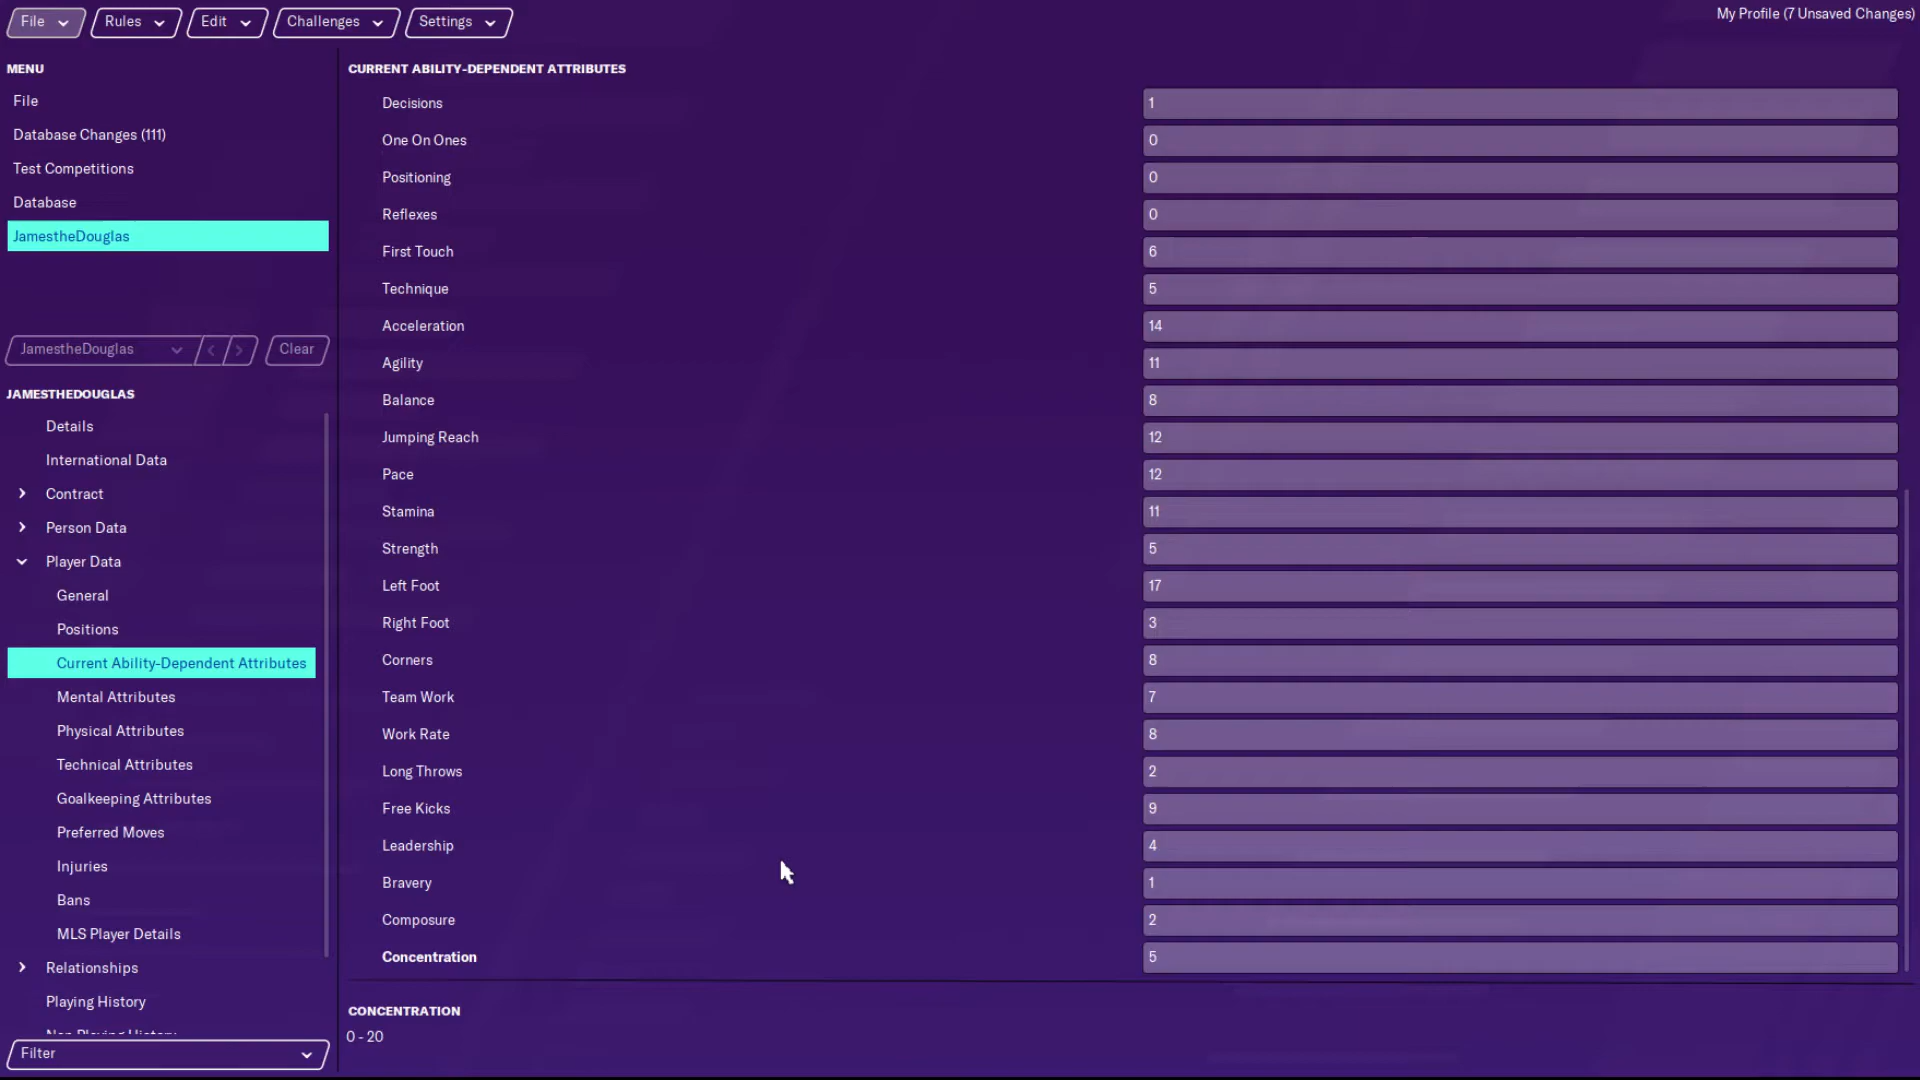 File
Rules
Edit
Challenges
Settings
My Profile (7 Unsaved Changes)
MENU
File
Database Changes (111)
Test Competitions
Database
JamestheDouglas
JamestheDouglas
Clear
JAMESTHEDOUGLAS
Details
International Data
Contract
Person Data
Player Data
General
Positions
Current Ability-Dependent Attributes
Mental Attributes
Physical Attributes
Technical Attributes
Goalkeeping Attributes
Preferred Moves
Injuries
Bans
MLS Player Details
Relationships
Playing History
Filter
CURRENT ABILITY-DEPENDENT ATTRIBUTES
Decisions 1
One On Ones 0
Positioning 0
Reflexes 0
First Touch 6
Technique 5
Acceleration 14
Agility 11
Balance 8
Jumping Reach 12
Pace 12
Stamina 11
Strength 5
Left Foot 17
Right Foot 3
Corners 8
Team Work 7
Work Rate 8
Long Throws 2
Free Kicks 9
Leadership 4
Bravery 1
Composure 2
Concentration 5
CONCENTRATION
0 - 20